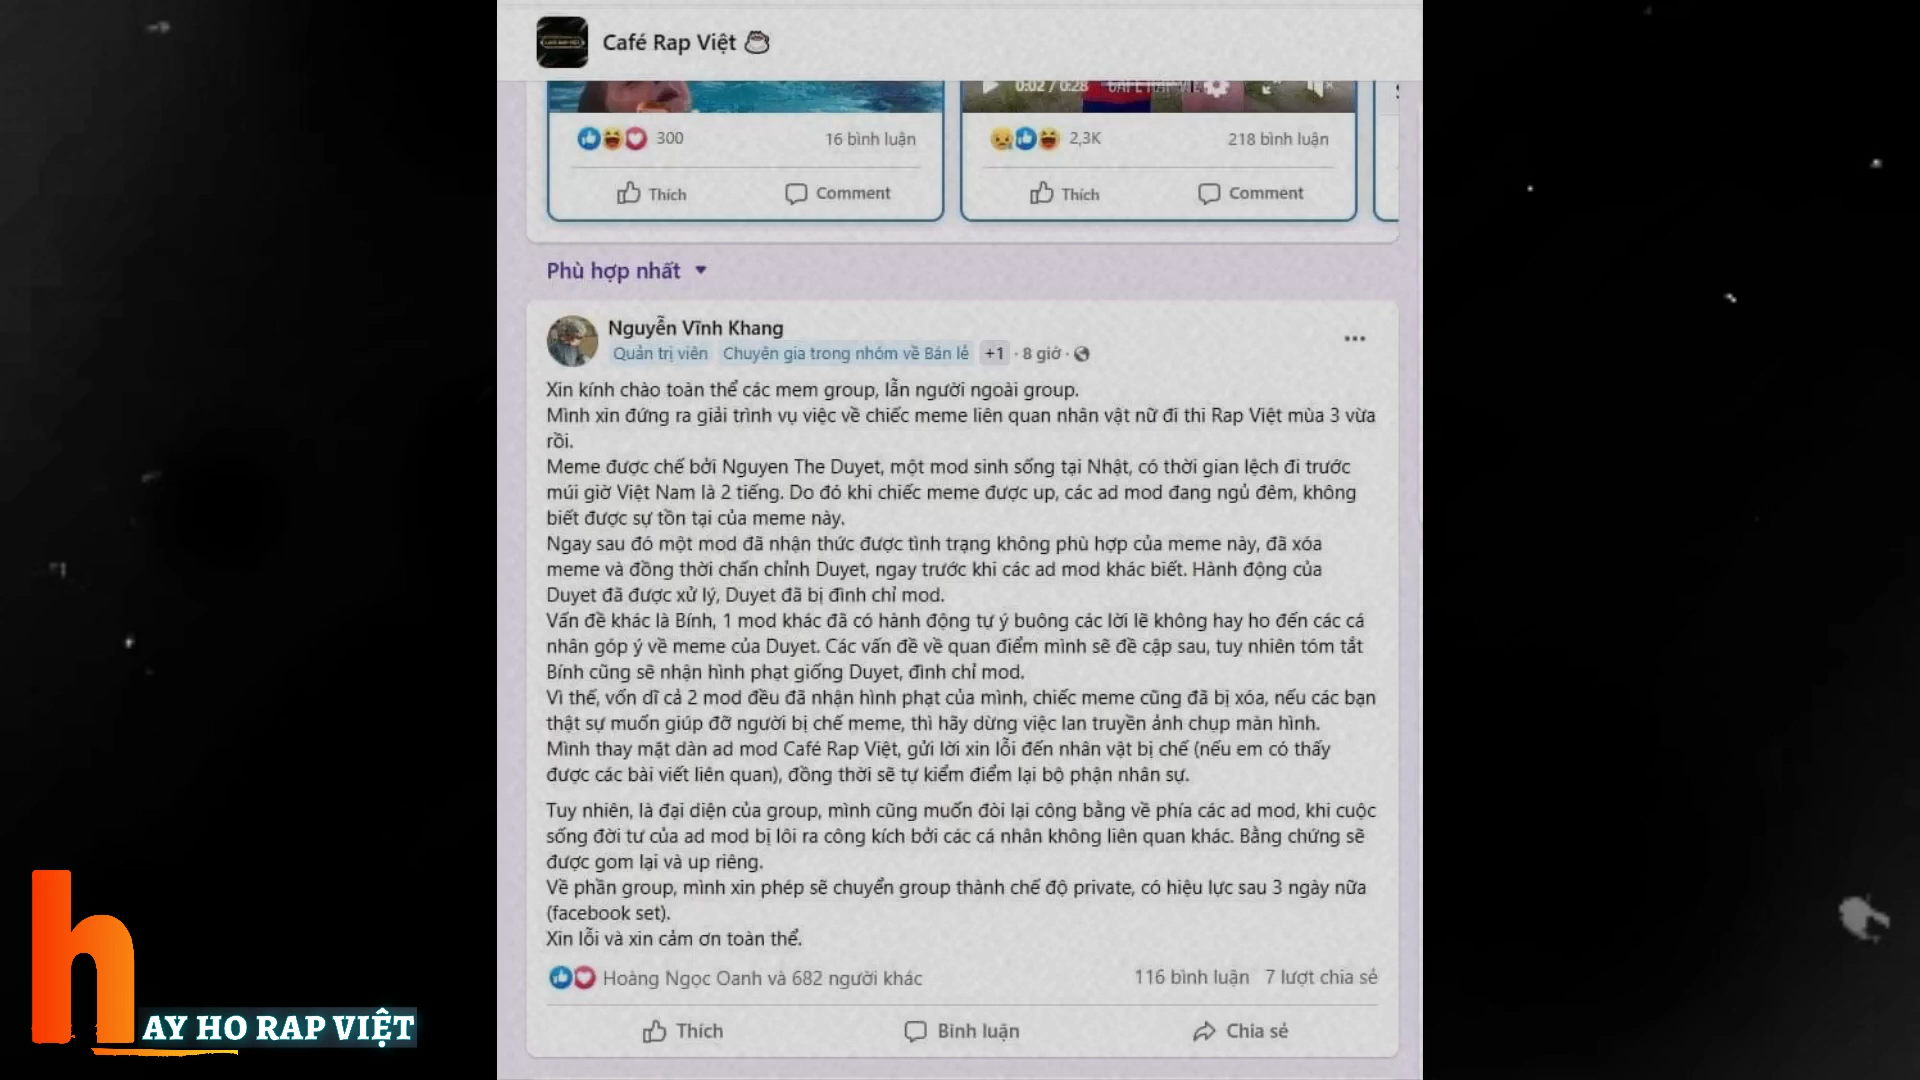 Café Rap Việt
0:02 / 0:28
300
16 bình luận
Thích
Comment
2,3K
218 bình luận
Thích
Comment
Phù hợp nhất
Nguyễn Vĩnh Khang
Quản trị viên Chuyên gia trong nhóm về Bán lẻ +1 · 8 giờ ·
Xin kính chào toàn thể các mem group, lẫn người ngoài group.
Mình xin đứng ra giải trình vụ việc về chiếc meme liên quan nhân vật nữ đi thi Rap Việt mùa 3 vừa
rồi.
Meme được chế bởi Nguyen The Duyet, một mod sinh sống tại Nhật, có thời gian lệch đi trước
múi giờ Việt Nam là 2 tiếng. Do đó khi chiếc meme được up, các ad mod đang ngủ đêm, không
biết được sự tồn tại của meme này.
Ngay sau đó một mod đã nhận thức được tình trạng không phù hợp của meme này, đã xóa
meme và đồng thời chấn chỉnh Duyệt, ngay trước khi các ad mod khác biết. Hành động của
Duyet đã được xử lý, Duyet đã bị đình chỉ mod.
Vấn đề khác là Bính, 1 mod khác đã có hành động tự ý buông các lời lẽ không hay ho đến các cá
nhân góp ý về meme của Duyet. Các vấn đề về quan điểm mình sẽ đề cập sau, tuy nhiên tóm tắt
Bính cũng sẽ nhận hình phạt giống Duyet, đình chỉ mod.
Vì thế, vốn dĩ cả 2 mod đều đã nhận hình phạt của mình, chiếc meme cũng đã bị xóa, nếu các bạn
thật sự muốn giúp đỡ người bị chế meme, thì hãy dừng việc lan truyền ảnh chụp màn hình.
Mình thay mặt dàn ad mod Café Rap Việt, gửi lời xin lỗi đến nhân vật bị chế (nếu em có thấy
được các bài viết liên quan), đồng thời sẽ tự kiểm điểm lại bộ phận nhân sự.
Tuy nhiên, là đại diện của group, mình cũng muốn đòi lại công bằng về phía các ad mod, khi cuộc
sống đời tư của ad mod bị lôi ra công kích bởi các cá nhân không liên quan khác. Bằng chứng sẽ
được gom lại và up riêng.
Về phần group, mình xin phép sẽ chuyển group thành chế độ private, có hiệu lực sau 3 ngày nữa
(facebook set).
Xin lỗi và xin cảm ơn toàn thể.
Hoàng Ngọc Oanh và 682 người khác
116 bình luận 7 lượt chia sẻ
Thích
Bình luận
Chia sẻ
hAY HO RAP VIỆT